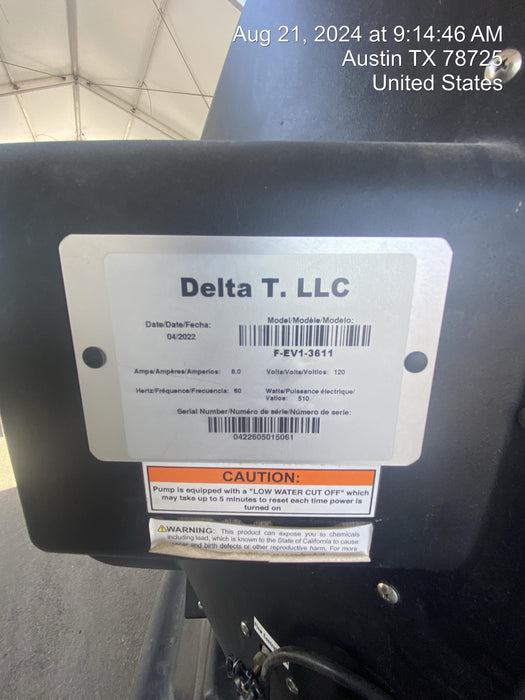 Aug 21, 2024 at 9:14:46 AM
Austin TX 78725
United States
Delta T. LLC
Date/Date/Fecha:
04/2022
Model/Modèle/Modelo:
F-EV1-3611
Amps/Ampères/Amperios: 8.0
Volts/Volts/Voltios: 120
Hertz/Fréquence/Frecuencia: 60
Watts/Puissance électrique/
Vatios: 510
Serial Number/Numéro de série/Número de serie:
0422605015061
CAUTION:
Pump is equipped with a "LOW WATER CUT OFF" which
may take up to 5 minutes to reset each time power is
turned on
WARNING: This product can expose you to chemicals
including lead, which is known to the State of California to cause
cancer and birth defects or other reproductive harm. For more